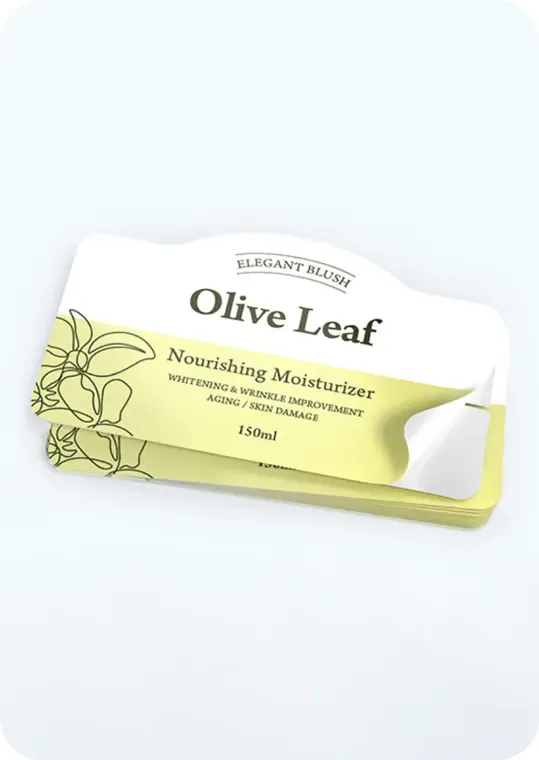 ELEGANT BLUSH
Olive Leaf
Nourishing Moisturizer
WHITENING & WRINKLE IMPROVEMENT
AGING / SKIN DAMAGE
150ml